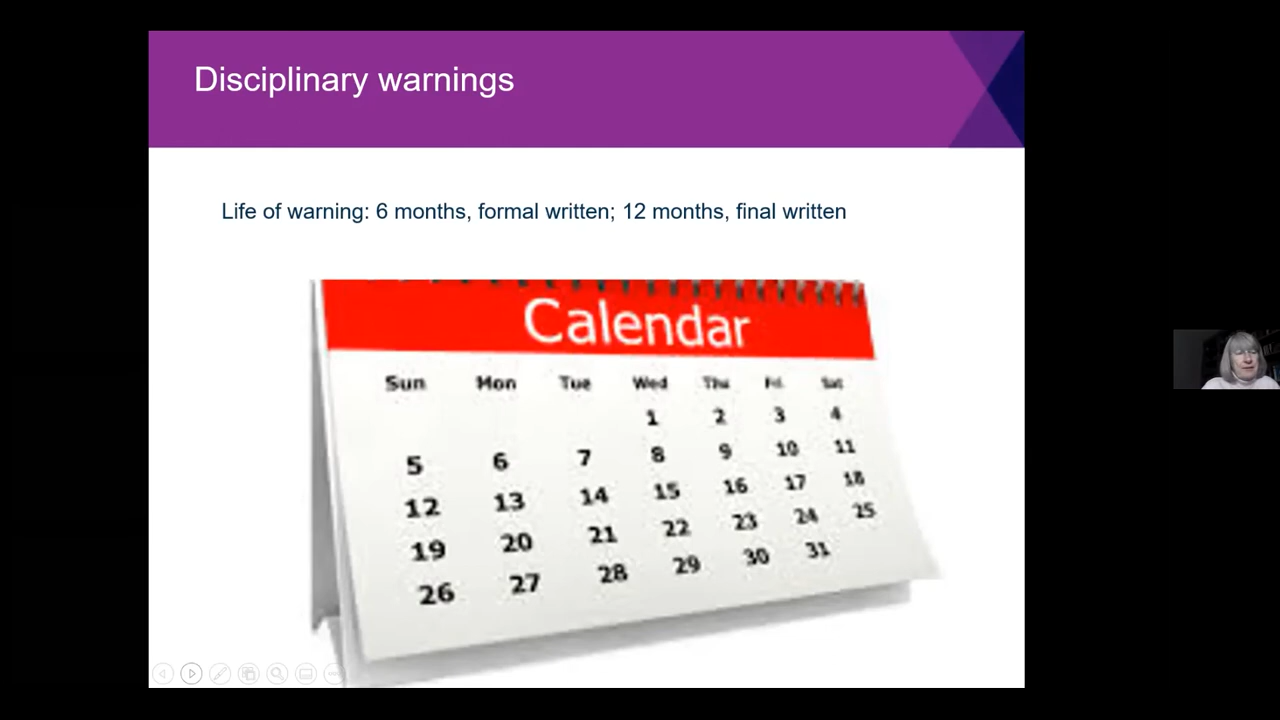 Disciplinary warnings
Life of warning: 6 months, formal written; 12 months, final written
Calendar
Sun Mon Tue Wed Thu Fri Sat
1 2 3 4
5 6 7 8 9 10 11
12 13 14 15 16 17 18
19 20 21 22 23 24 25
26 27 28 29 30 31